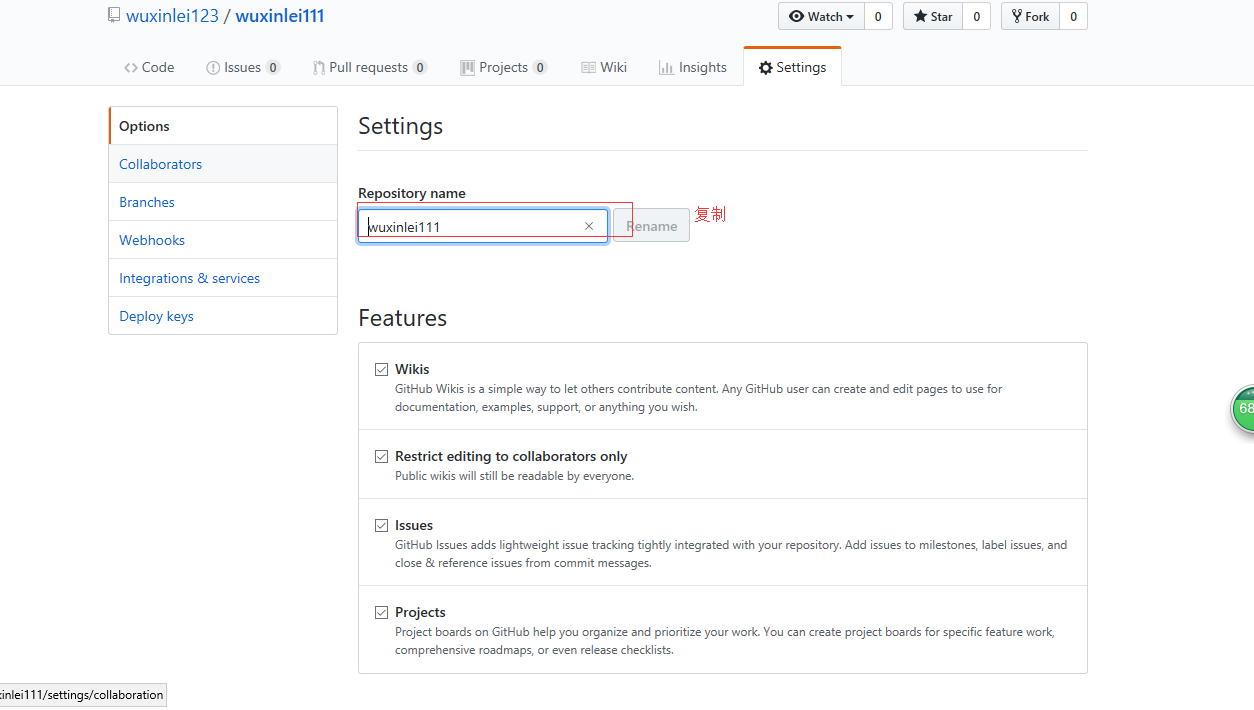 wuxinlei123 / wuxinlei111
Watch 0 Star 0 Fork 0
Code Issues 0 Pull requests 0 Projects 0 Wiki Insights Settings
Options
Collaborators
Branches
Webhooks
Integrations & services
Deploy keys
Settings
Repository name
wuxinlei111 × Rename 复制
Features
Wikis
GitHub Wikis is a simple way to let others contribute content. Any GitHub user can create and edit pages to use for
documentation, examples, support, or anything you wish.
Restrict editing to collaborators only
Public wikis will still be readable by everyone.
Issues
GitHub Issues adds lightweight issue tracking tightly integrated with your repository. Add issues to milestones, label issues, and
close & reference issues from commit messages.
Projects
Project boards on GitHub help you organize and prioritize your work. You can create project boards for specific feature work,
comprehensive roadmaps, or even release checklists.
68
xinlei111/settings/collaboration